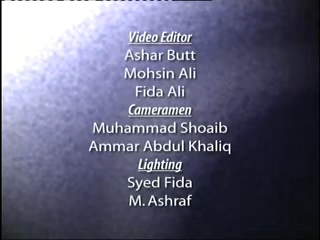 Video Editor
Ashar Butt
Mohsin Ali
Fida Ali
Cameramen
Muhammad Shoaib
Ammar Abdul Khaliq
Lighting
Syed Fida
M. Ashraf